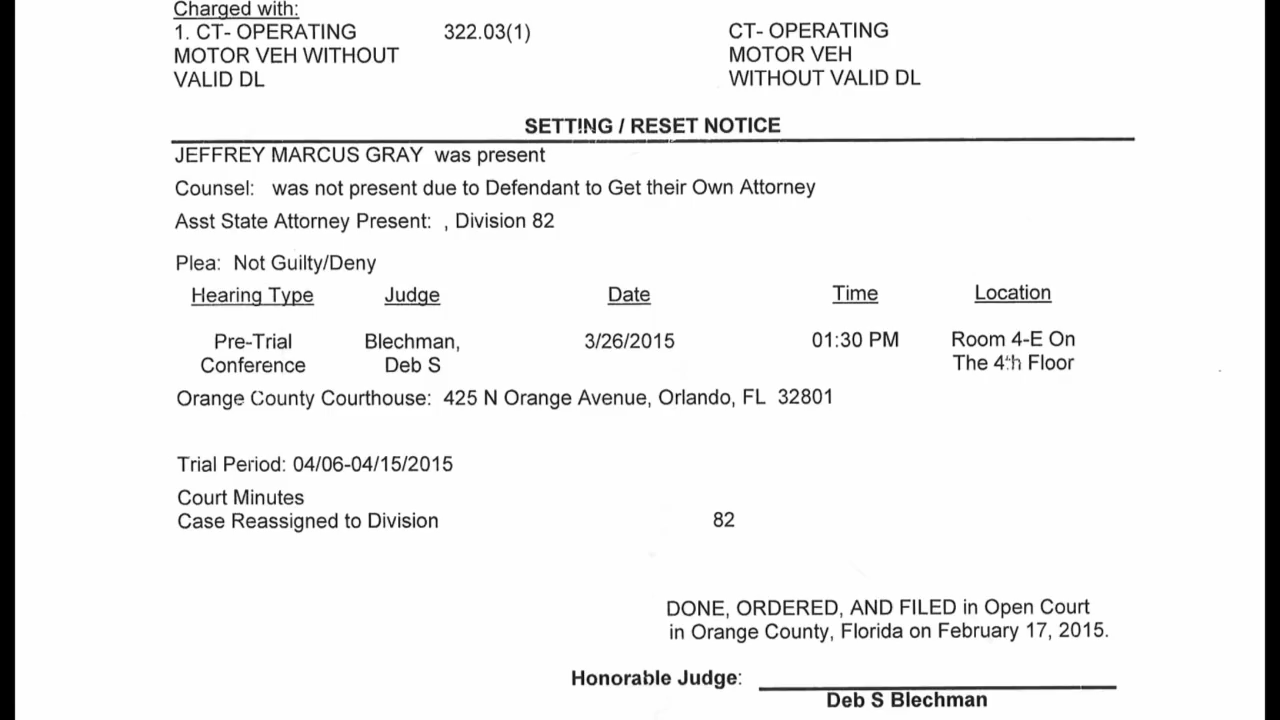 Charged with:
1. CT- OPERATING 322.03(1) CT- OPERATING
MOTOR VEH WITHOUT MOTOR VEH
VALID DL WITHOUT VALID DL
SETTING / RESET NOTICE
JEFFREY MARCUS GRAY was present
Counsel: was not present due to Defendant to Get their Own Attorney
Asst State Attorney Present: , Division 82
Plea: Not Guilty/Deny
Hearing Type Judge Date Time Location
Pre-Trial Blechman, 3/26/2015 01:30 PM Room 4-E On
Conference Deb S The 4th Floor
Orange County Courthouse: 425 N Orange Avenue, Orlando, FL 32801
Trial Period: 04/06-04/15/2015
Court Minutes
Case Reassigned to Division 82
DONE, ORDERED, AND FILED in Open Court
in Orange County, Florida on February 17, 2015.
Honorable Judge:
Deb S Blechman